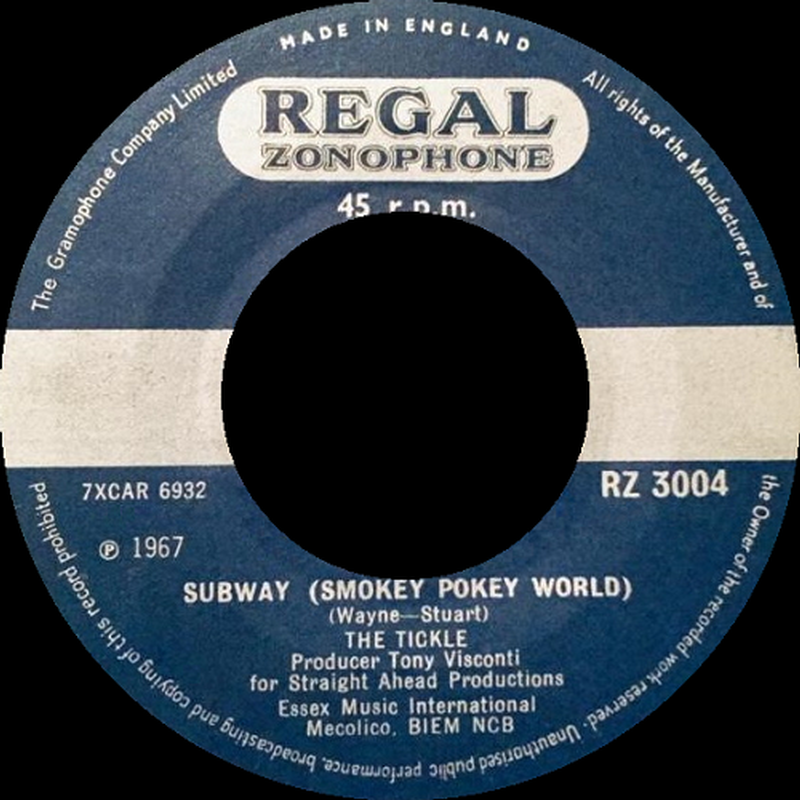 MADE IN ENGLAND
The Gramophone Company Limited
All rights of the Manufacturer and of
the Owner of the recorded work reserved. Unauthorised public performance, broadcasting and copying of this record prohibited
REGAL
ZONOPHONE
45 r.p.m.
7XCAR 6932
RZ 3004
℗ 1967
SUBWAY (SMOKEY POKEY WORLD)
(Wayne—Stuart)
THE TICKLE
Producer Tony Visconti
for Straight Ahead Productions
Essex Music International
Mecolico, BIEM NCB